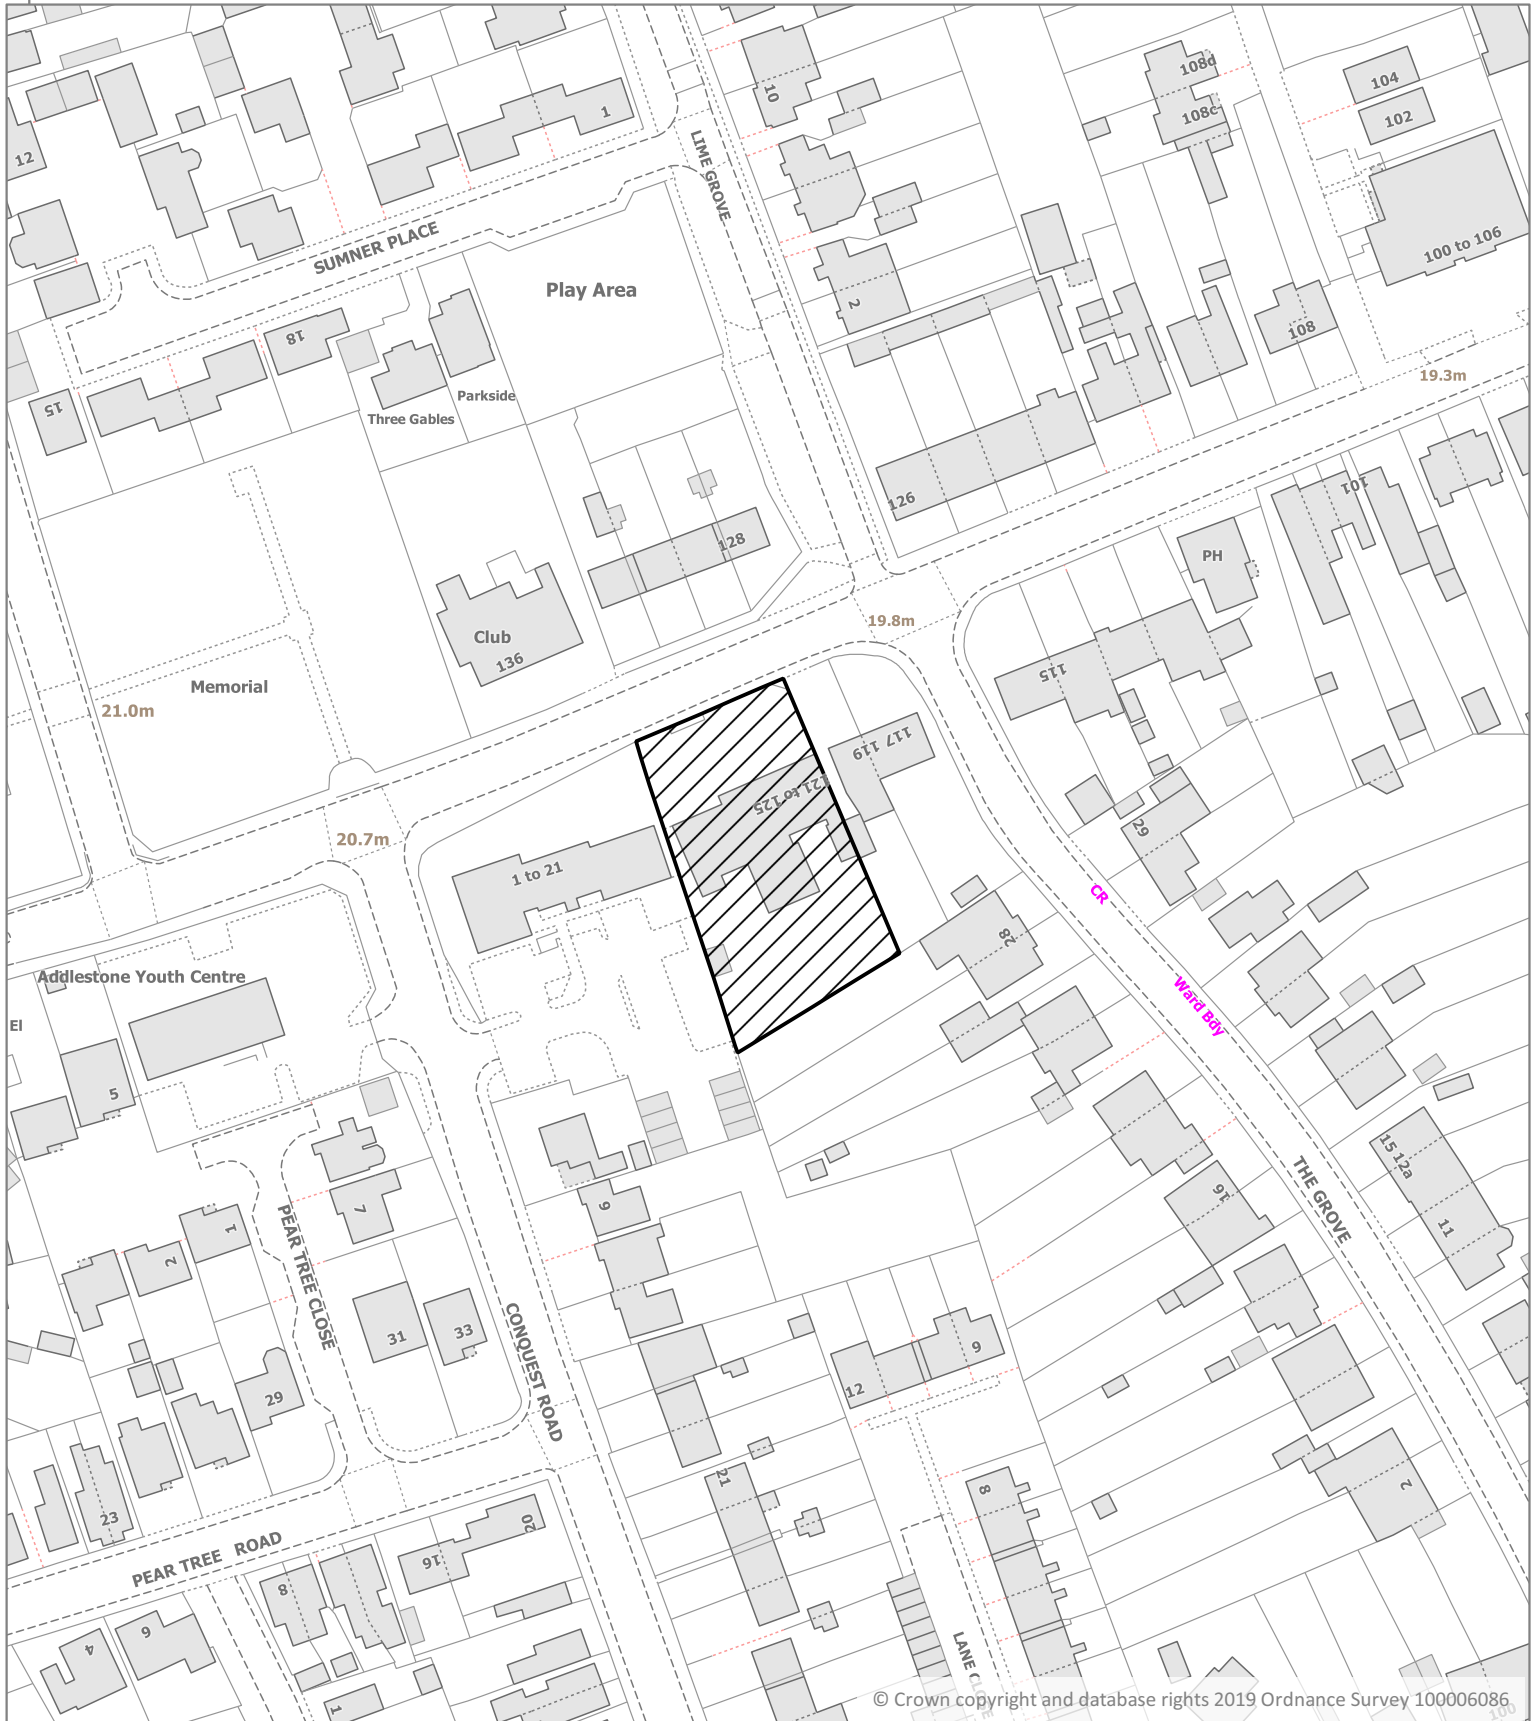 108d
104
10
1
108c
102
12
LIME GROVE
SUMNER PLACE
100 to 106
Play Area
2
18
108
19.3m
15
Parkside
Three Gables
126
101
128
PH
19.8m
Club
136
115
Memorial
21.0m
117 119
121 to 125
29
20.7m
1 to 21
CR
28
Addlestone Youth Centre
Ward Bdy
El
5
15 12a
THE GROVE
16
7
9
1
PEAR TREE CLOSE
11
2
31
33
CONQUEST ROAD
9
12
29
21
8
2
23
20
PEAR TREE ROAD
16
8
6
4
LANE CL
1
© Crown copyright and database rights 2019 Ordnance Survey 100006086
100